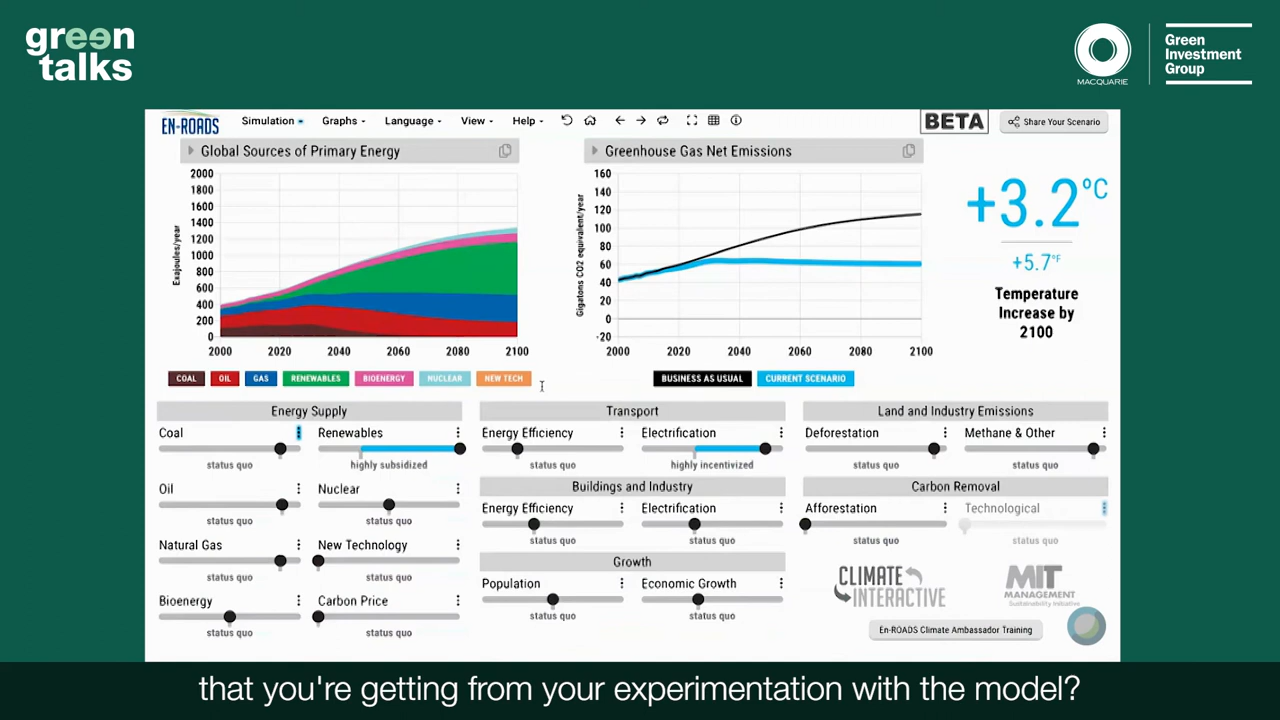 green
talks
MACQUARIE
Green
Investment
Group
EN-ROADS
Simulation
Graphs
Language
View
Help
BETA
Share Your Scenario
Global Sources of Primary Energy
Exajoules/year
2000
1800
1600
1400
1200
1000
800
600
400
200
0
2000 2020 2040 2060 2080 2100
COAL OIL GAS RENEWABLES BIOENERGY NUCLEAR NEW TECH
Greenhouse Gas Net Emissions
Gigatons CO2 equivalent/year
160
140
120
100
80
60
40
20
0
-20
2000 2020 2040 2060 2080 2100
BUSINESS AS USUAL CURRENT SCENARIO
+3.2°C
+5.7°F
Temperature
Increase by
2100
Energy Supply
Coal
status quo
Renewables
highly subsidized
Oil
status quo
Nuclear
status quo
Natural Gas
status quo
New Technology
status quo
Bioenergy
status quo
Carbon Price
status quo
Transport
Energy Efficiency
status quo
Electrification
highly incentivized
Buildings and Industry
Energy Efficiency
status quo
Electrification
status quo
Growth
Population
status quo
Economic Growth
status quo
Land and Industry Emissions
Deforestation
status quo
Methane & Other
status quo
Carbon Removal
Afforestation
status quo
Technological
status quo
CLIMATE
INTERACTIVE
MIT
MANAGEMENT
Sustainability Initiative
En-ROADS Climate Ambassador Training
that you're getting from your experimentation with the model?